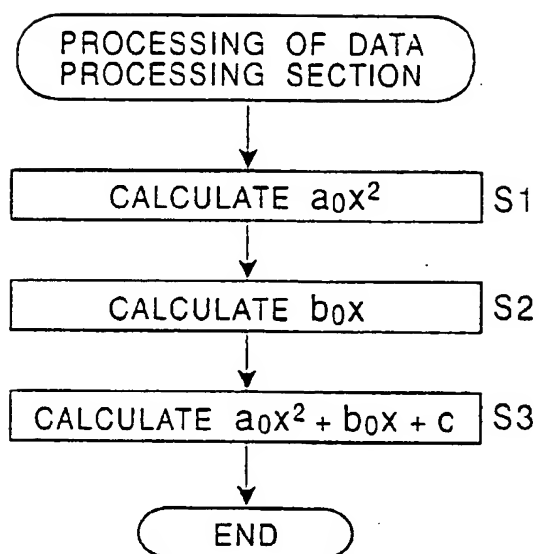 PROCESSING OF DATA
PROCESSING SECTION
CALCULATE a₀x² S1
CALCULATE b₀x S2
CALCULATE a₀x² + b₀x + c S3
END